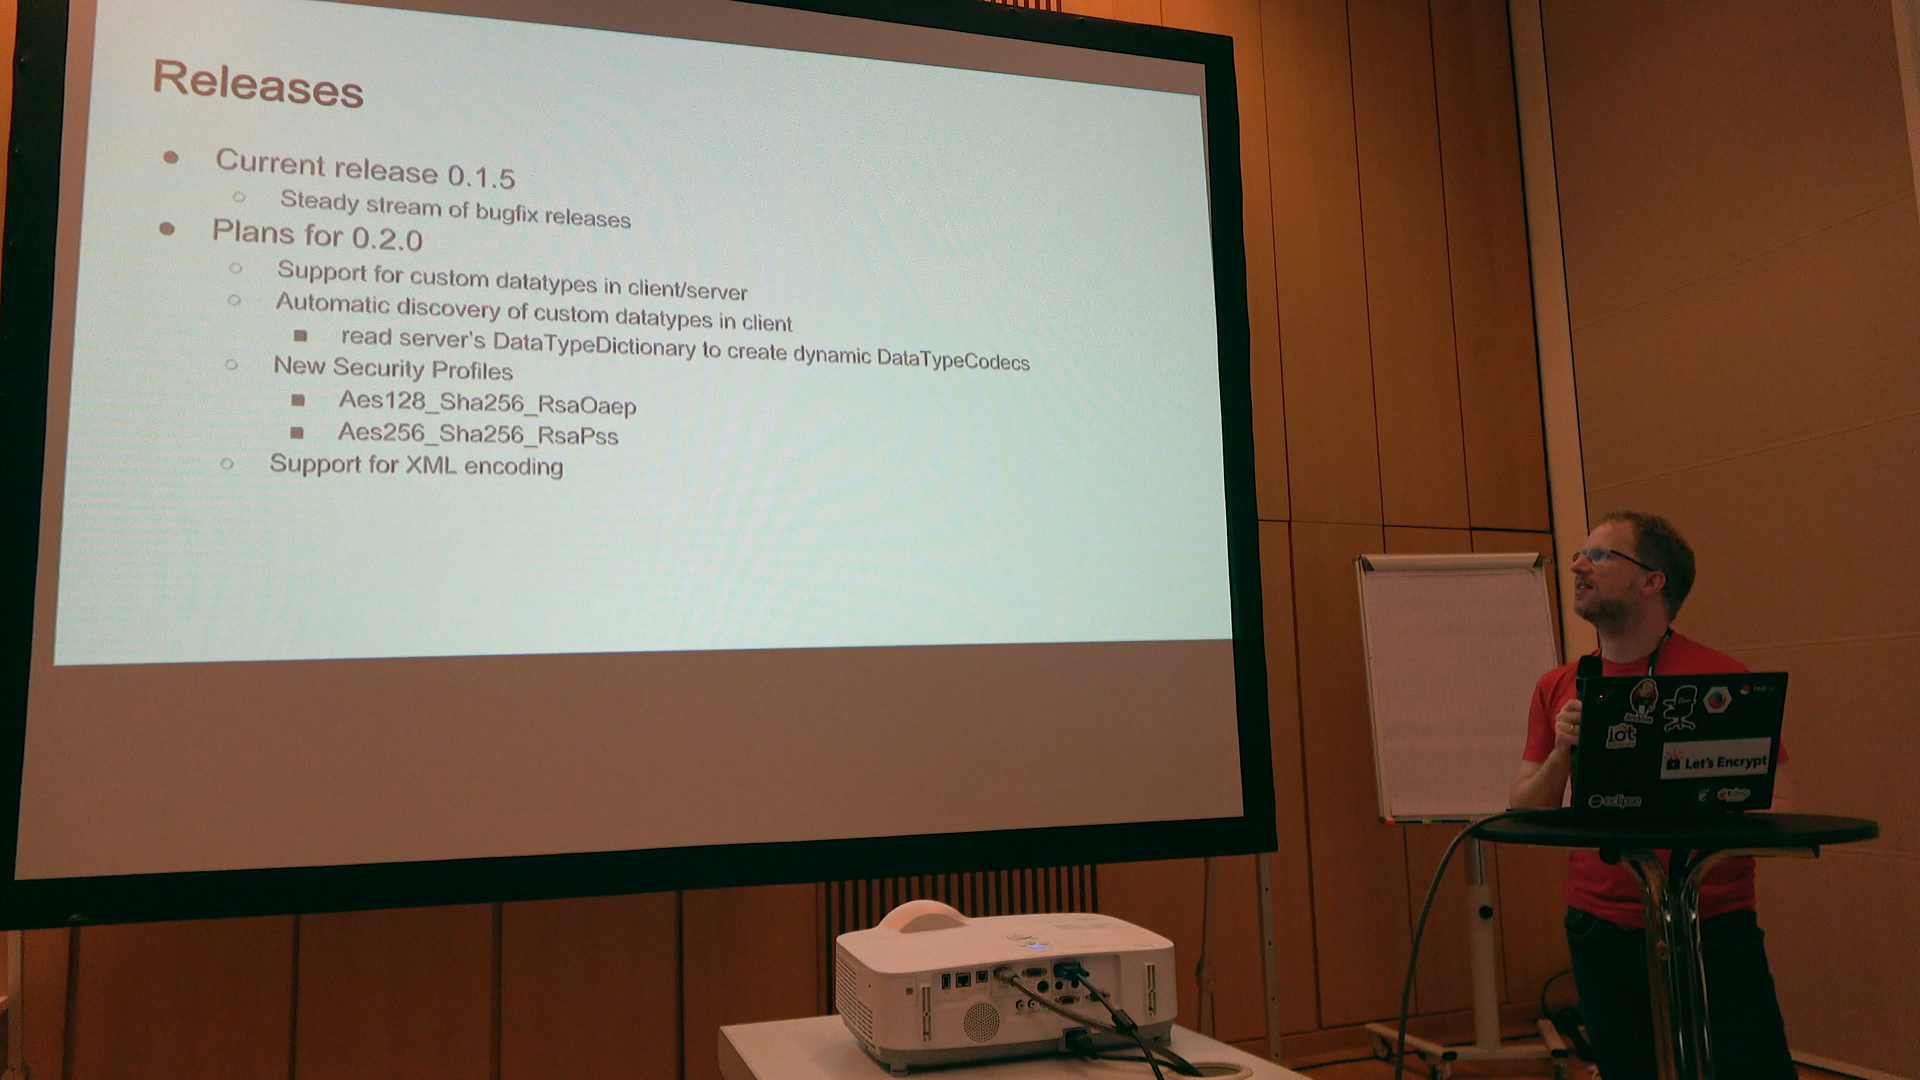 Releases
Current release 0.1.5
Steady stream of bugfix releases
Plans for 0.2.0
Support for custom datatypes in client/server
Automatic discovery of custom datatypes in client
read server's DataTypeDictionary to create dynamic DataTypeCodecs
New Security Profiles
Aes128_Sha256_RsaOaep
Aes256_Sha256_RsaPss
Support for XML encoding
iot
Let's Encrypt
eclipse